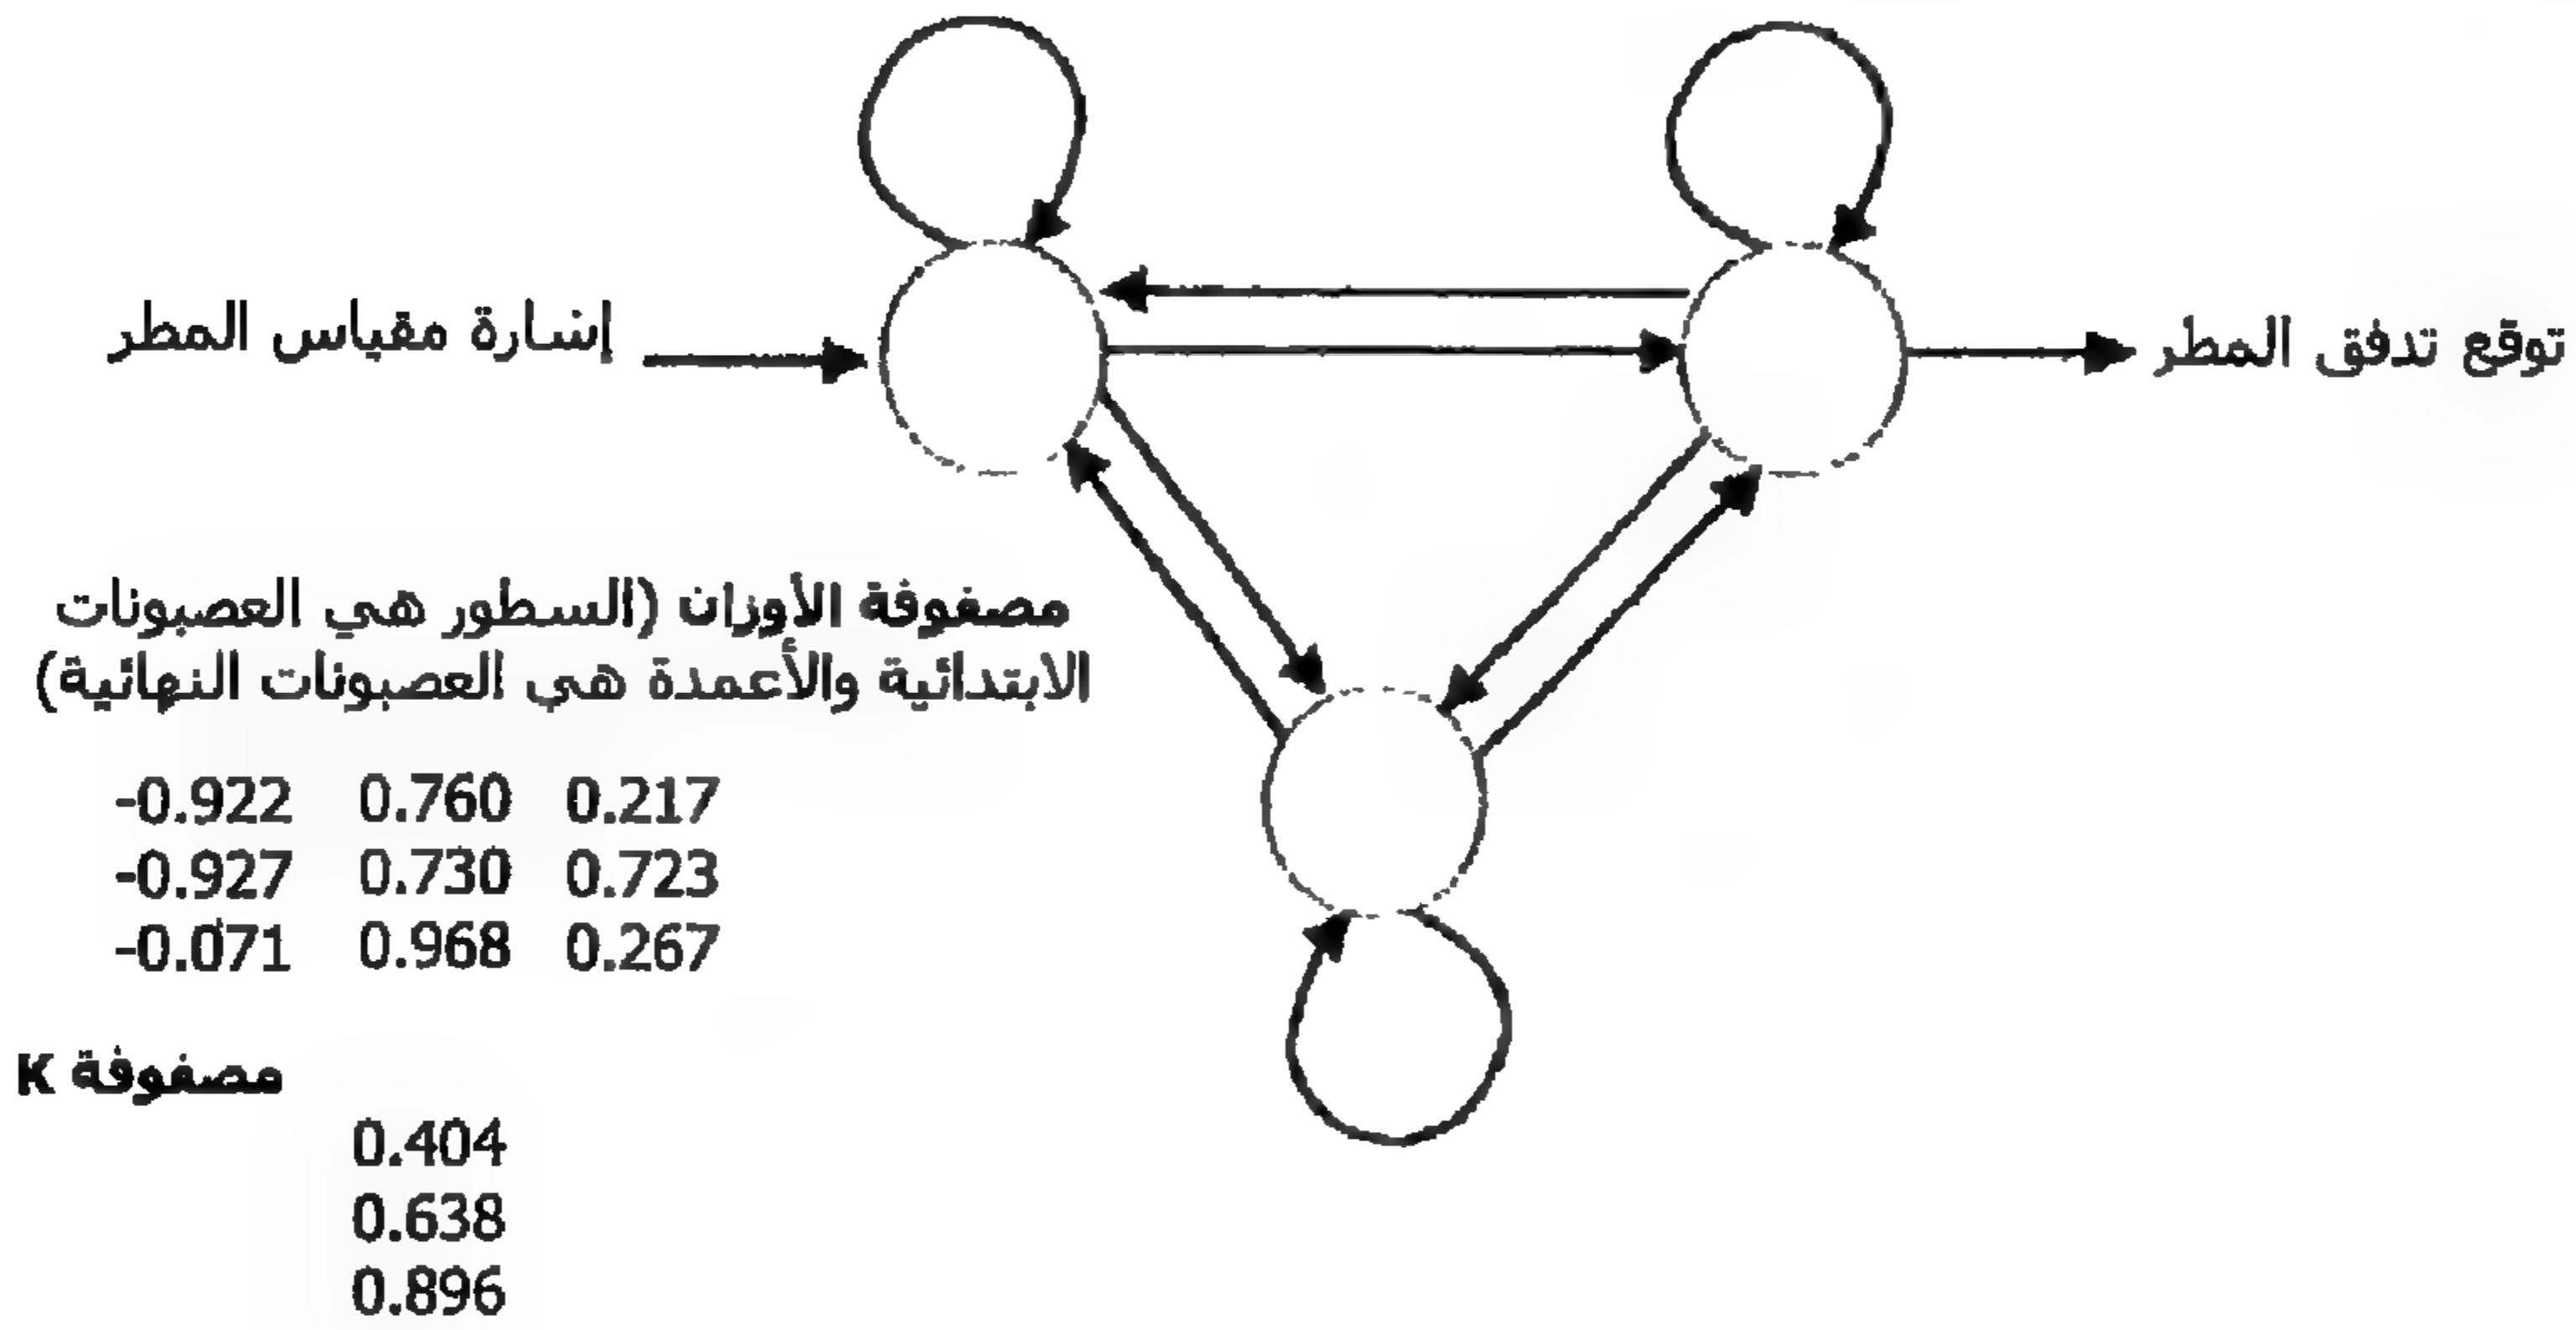 إشارة مقياس المطر
توقع تدفق المطر
مصفوفة الأوزان (السطور هي العصبونات
الابتدائية والأعمدة هي العصبونات النهائية)
-0.922 0.760 0.217
-0.927 0.730 0.723
-0.071 0.968 0.267
مصفوفة K
0.404
0.638
0.896